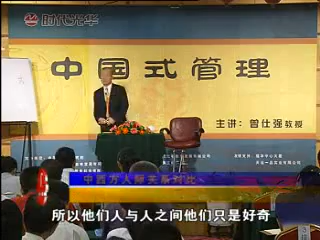 时代光华
中国式管理
主讲:曾仕强教授
中西方人际关系对比
所以他们人与人之间他们只是好奇